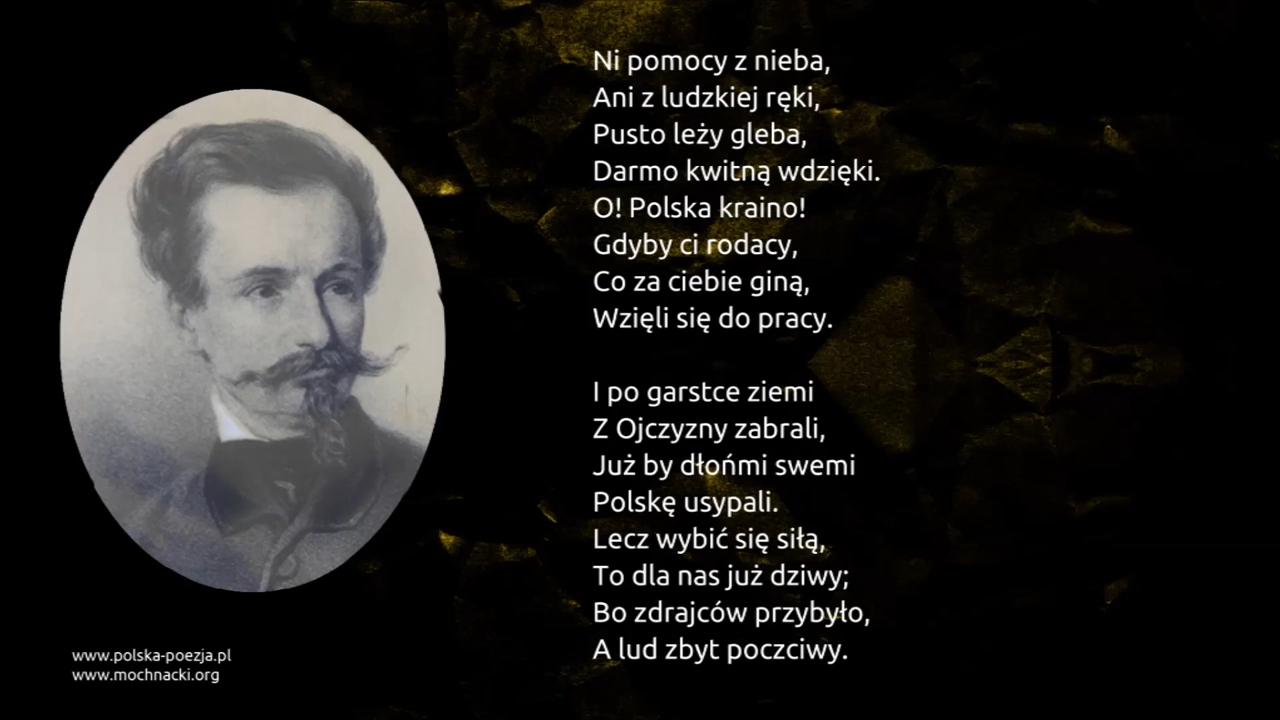 Ni pomocy z nieba,
Ani z ludzkiej ręki,
Pusto leży gleba,
Darmo kwitną wdzięki.
O! Polska kraino!
Gdyby ci rodacy,
Co za ciebie giną,
Wzięli się do pracy.

I po garstce ziemi
Z Ojczyzny zabrali,
Już by dłońmi swemi
Polskę usypali.
Lecz wybić się siłą,
To dla nas już dziwy;
Bo zdrajców przybyło,
A lud zbyt poczciwy.

www.polska-poezja.pl
www.mochnacki.org